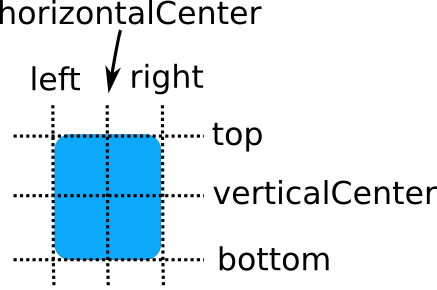 horizontalCenter
left
right
top
verticalCenter
bottom